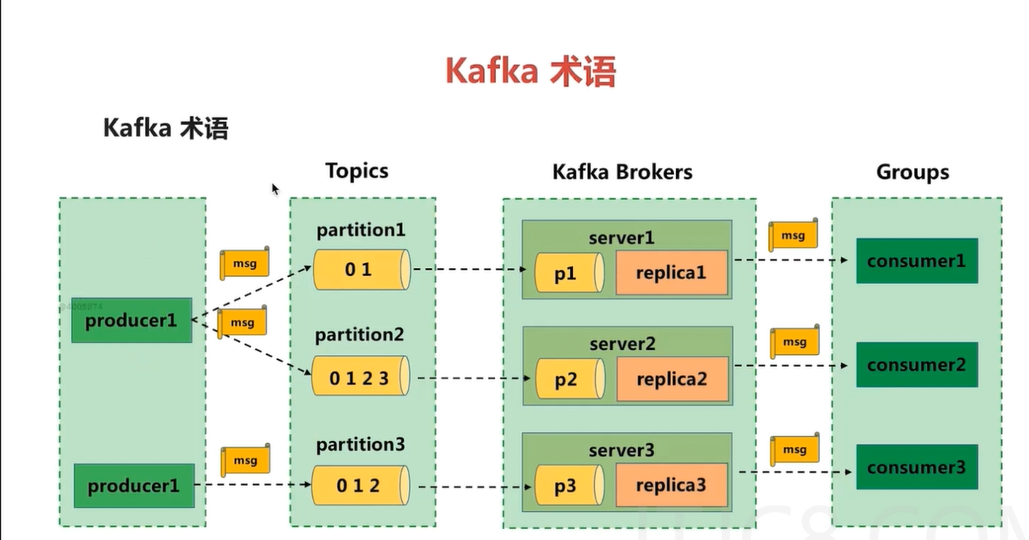 Kafka 术语
Kafka 术语
Topics
Kafka Brokers
Groups
partition1
msg
0 1
server1
p1
replica1
msg
consumer1
producer1
msg
partition2
0 1 2 3
server2
p2
replica2
msg
consumer2
producer1
msg
partition3
0 1 2
server3
p3
replica3
msg
consumer3